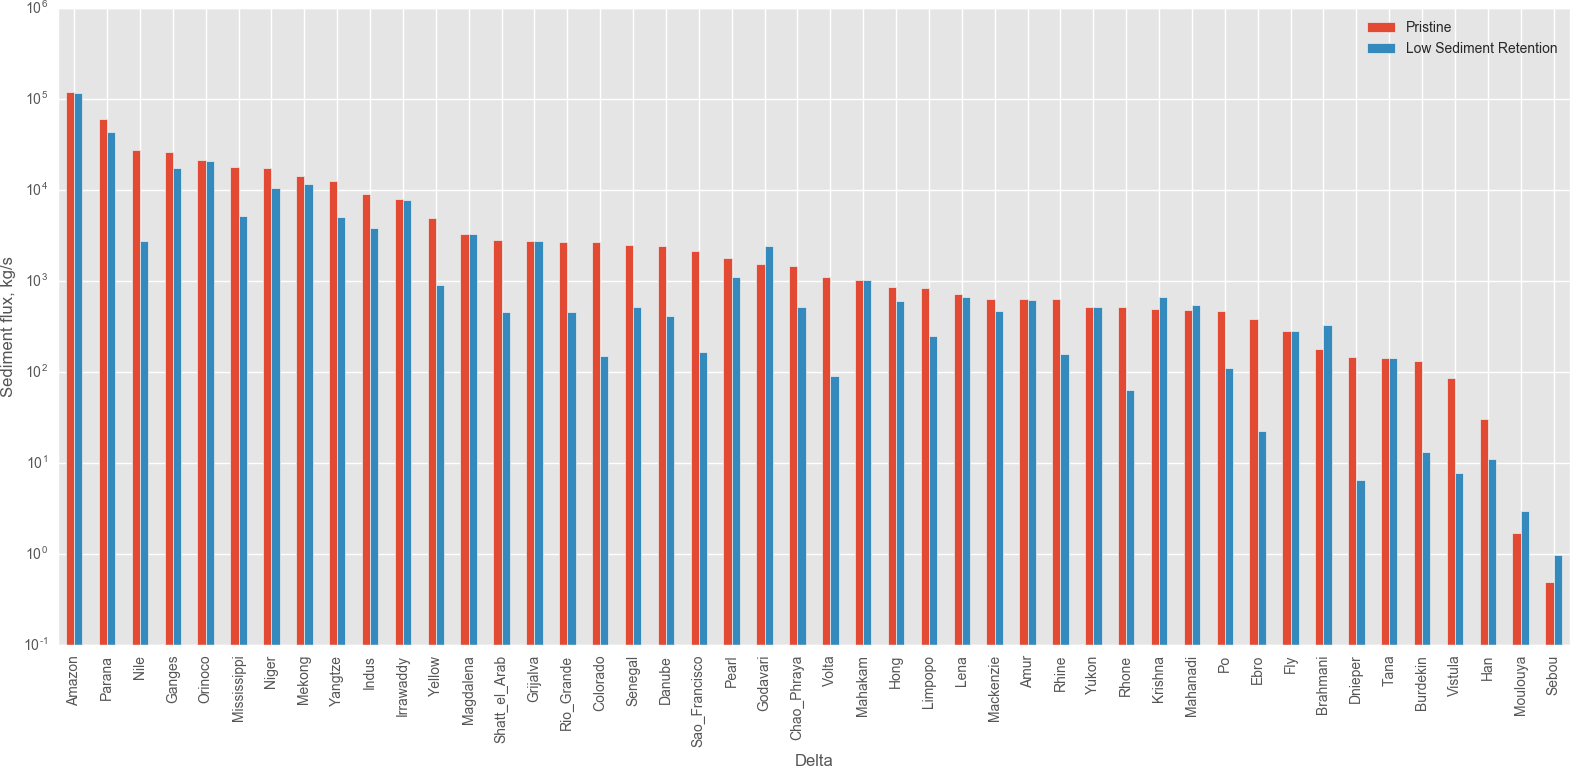 Pristine
Low Sediment Retention
Sediment flux, kg/s
10^6
10^5
10^4
10^3
10^2
10^1
10^0
10^-1
Amazon
Parana
Nile
Ganges
Orinoco
Mississippi
Niger
Mekong
Yangtze
Indus
Irrawaddy
Yellow
Magdalena
Shatt_el_Arab
Grijalva
Rio_Grande
Colorado
Senegal
Danube
Sao_Francisco
Pearl
Godavari
Chao_Phraya
Volta
Mahakam
Hong
Limpopo
Lena
Mackenzie
Amur
Rhine
Yukon
Rhone
Krishna
Mahanadi
Po
Ebro
Fly
Brahmani
Dnieper
Tana
Burdekin
Vistula
Han
Moulouya
Sebou
Delta